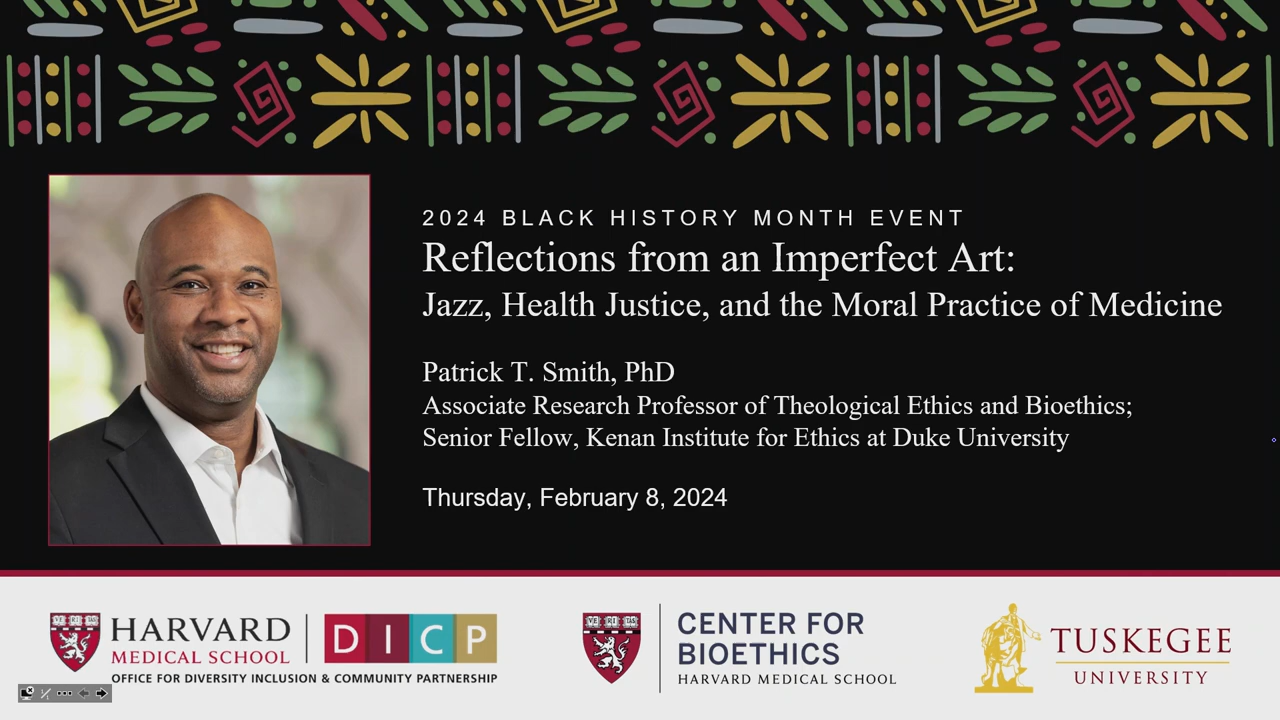 2024 BLACK HISTORY MONTH EVENT
Reflections from an Imperfect Art:
Jazz, Health Justice, and the Moral Practice of Medicine
Patrick T. Smith, PhD
Associate Research Professor of Theological Ethics and Bioethics;
Senior Fellow, Kenan Institute for Ethics at Duke University
Thursday, February 8, 2024
HARVARD
MEDICAL SCHOOL
DICP
OFFICE FOR DIVERSITY INCLUSION & COMMUNITY PARTNERSHIP
VE RI TAS
CENTER FOR
BIOETHICS
HARVARD MEDICAL SCHOOL
TUSKEGEE
UNIVERSITY